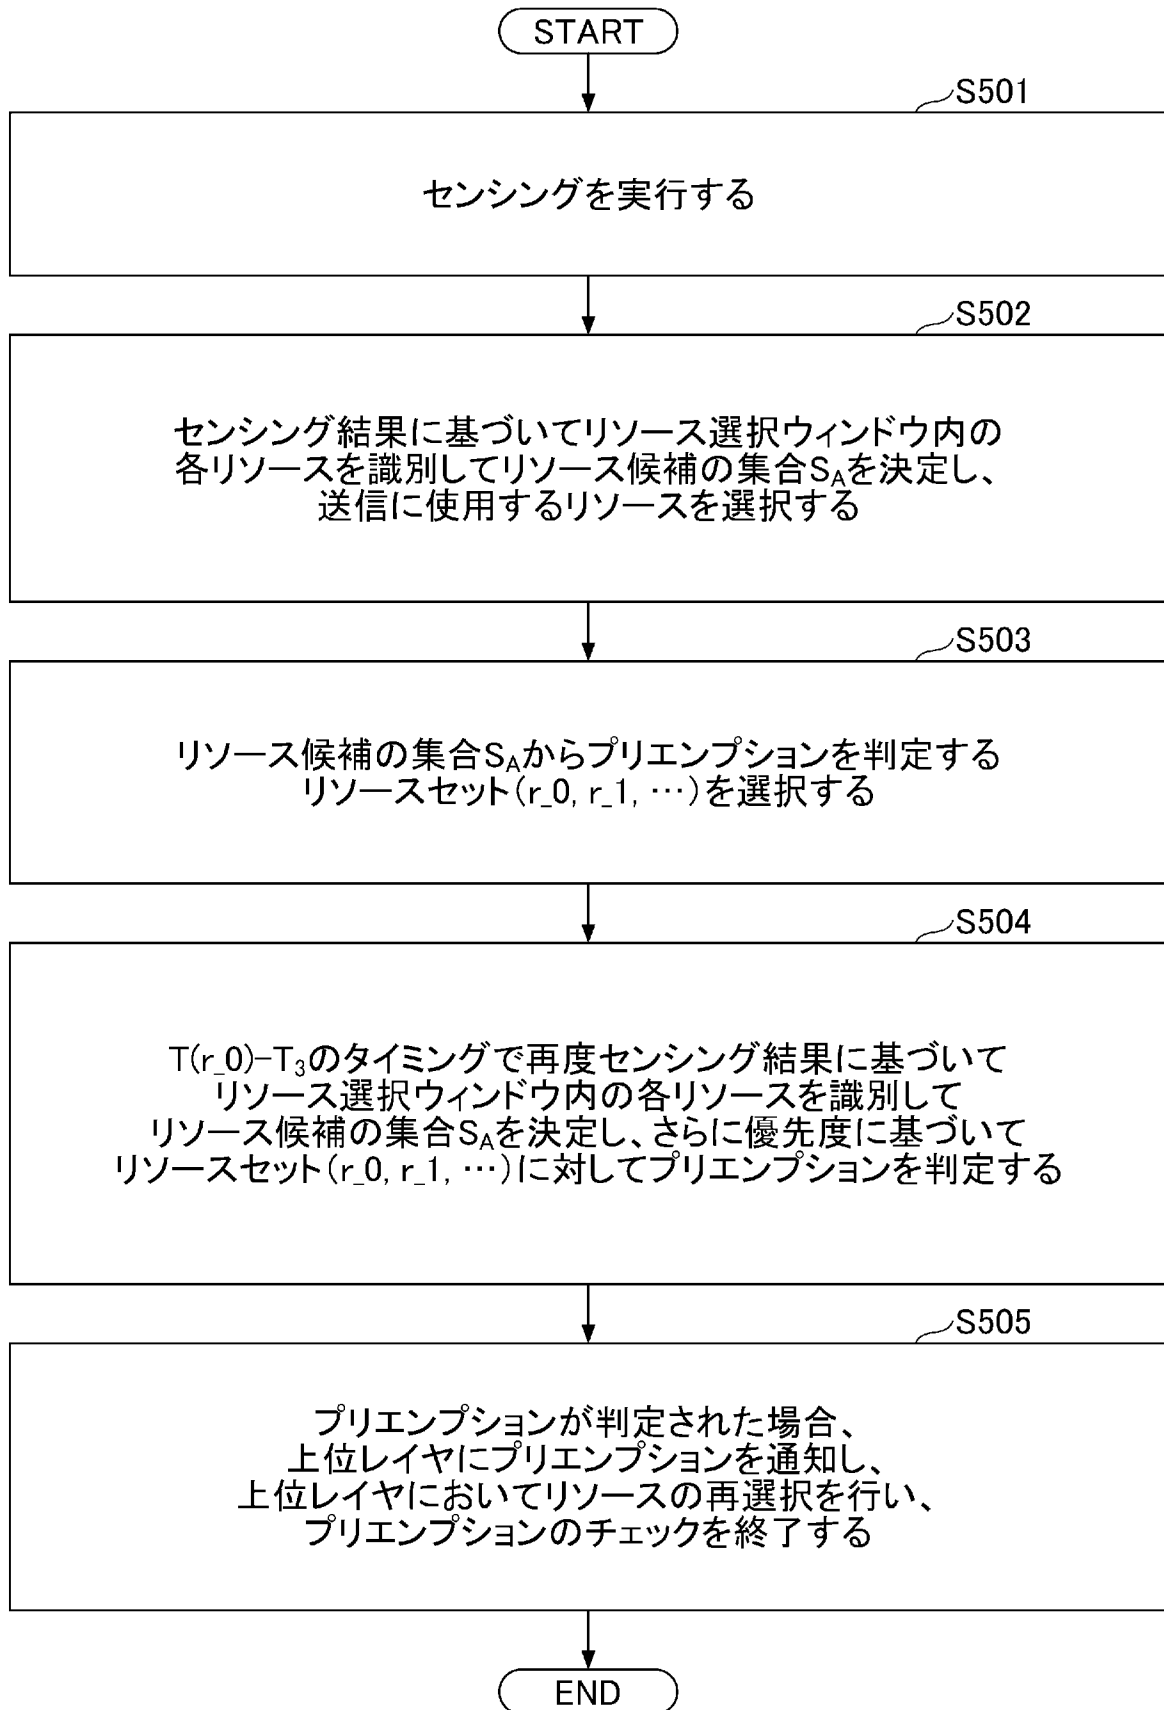 START
S501
センシングを実行する
S502
センシング結果に基づいてリソース選択ウィンドウ内の
各リソースを識別してリソース候補の集合SAを決定し、
送信に使用するリソースを選択する
S503
リソース候補の集合SAからプリエンプションを判定する
リソースセット(r_0, r_1, …)を選択する
S504
T(r_0)-T3のタイミングで再度センシング結果に基づいて
リソース選択ウィンドウ内の各リソースを識別して
リソース候補の集合SAを決定し、さらに優先度に基づいて
リソースセット(r_0, r_1, …)に対してプリエンプションを判定する
S505
プリエンプションが判定された場合、
上位レイヤにプリエンプションを通知し、
上位レイヤにおいてリソースの再選択を行い、
プリエンプションのチェックを終了する
END